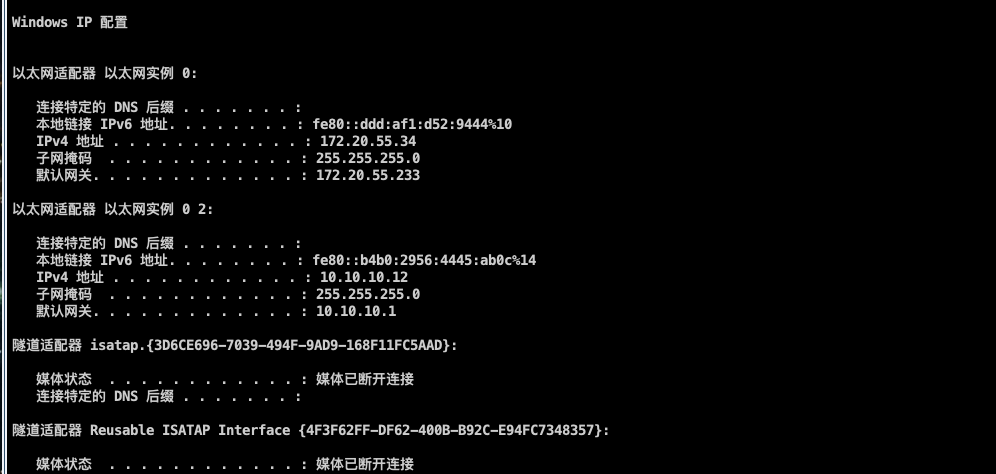 Windows IP 配置
以太网适配器 以太网实例 0:
连接特定的 DNS 后缀 . . . . . . . :
本地链接 IPv6 地址. . . . . . . . : fe80::ddd:af1:d52:9444%10
IPv4 地址 . . . . . . . . . . . . : 172.20.55.34
子网掩码  . . . . . . . . . . . . : 255.255.255.0
默认网关. . . . . . . . . . . . . : 172.20.55.233
以太网适配器 以太网实例 0 2:
连接特定的 DNS 后缀 . . . . . . . :
本地链接 IPv6 地址. . . . . . . . : fe80::b4b0:2956:4445:ab0c%14
IPv4 地址 . . . . . . . . . . . . : 10.10.10.12
子网掩码  . . . . . . . . . . . . : 255.255.255.0
默认网关. . . . . . . . . . . . . : 10.10.10.1
隧道适配器 isatap.{3D6CE696-7039-494F-9AD9-168F11FC5AAD}:
媒体状态  . . . . . . . . . . . . : 媒体已断开连接
连接特定的 DNS 后缀 . . . . . . . :
隧道适配器 Reusable ISATAP Interface {4F3F62FF-DF62-400B-B92C-E94FC7348357}:
媒体状态  . . . . . . . . . . . . : 媒体已断开连接